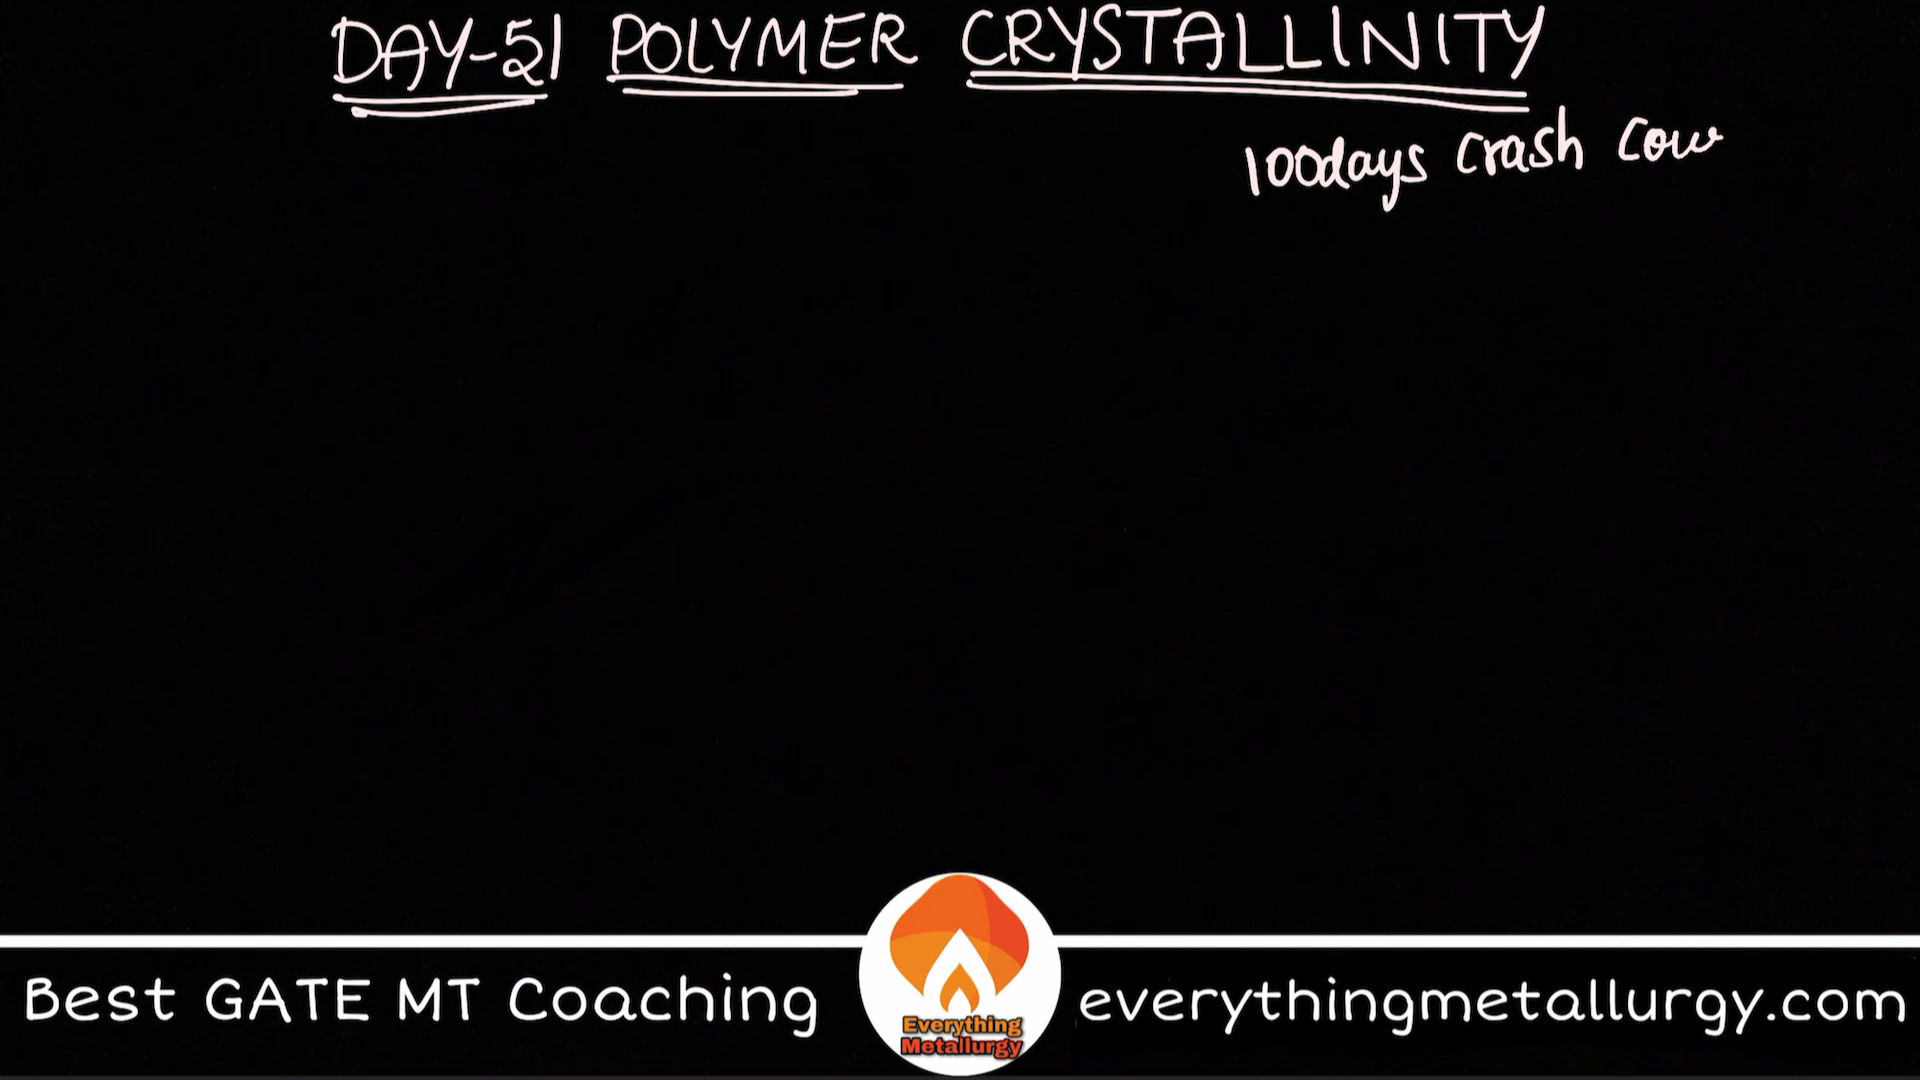 DAY-51 POLYMER CRYSTALLINITY
100days crash cou
Best GATE MT Coaching
Everything
Metallurgy
everythingmetallurgy.com